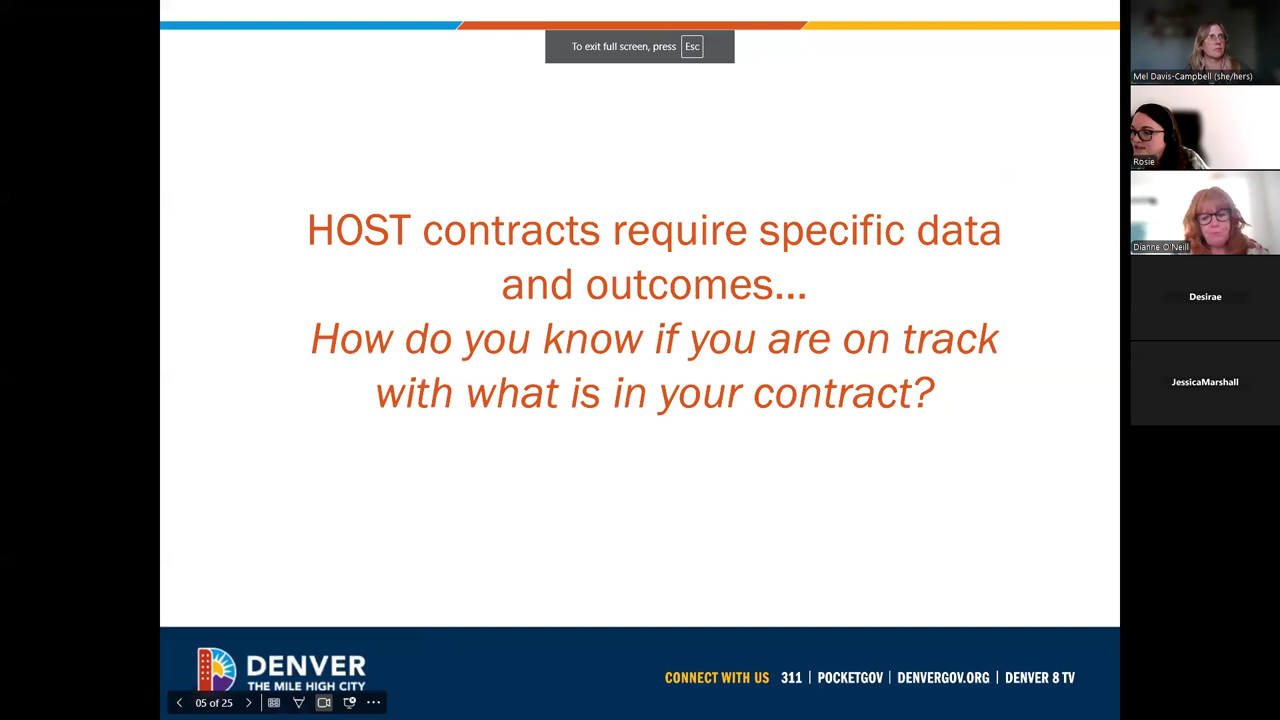 To exit full screen, press Esc
HOST contracts require specific data
and outcomes...
How do you know if you are on track
with what is in your contract?
DENVER
THE MILE HIGH CITY
CONNECT WITH US 311 | POCKETGOV | DENVERGOV.ORG | DENVER 8 TV
05 of 25
Mel Davis-Campbell (she/hers)
Rosie
Dianne O'Neill
Desirae
JessicaMarshall